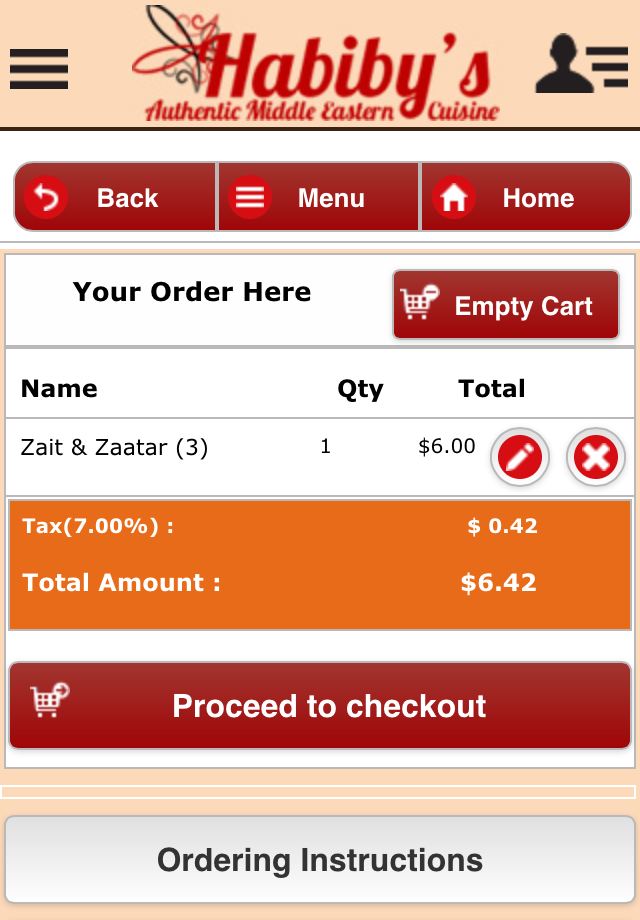 Habiby's
Authentic Middle Eastern Cuisine
Back Menu Home
Your Order Here Empty Cart
Name Qty Total
Zait & Zaatar (3) 1 $6.00
Tax(7.00%) : $ 0.42
Total Amount : $6.42
Proceed to checkout
Ordering Instructions